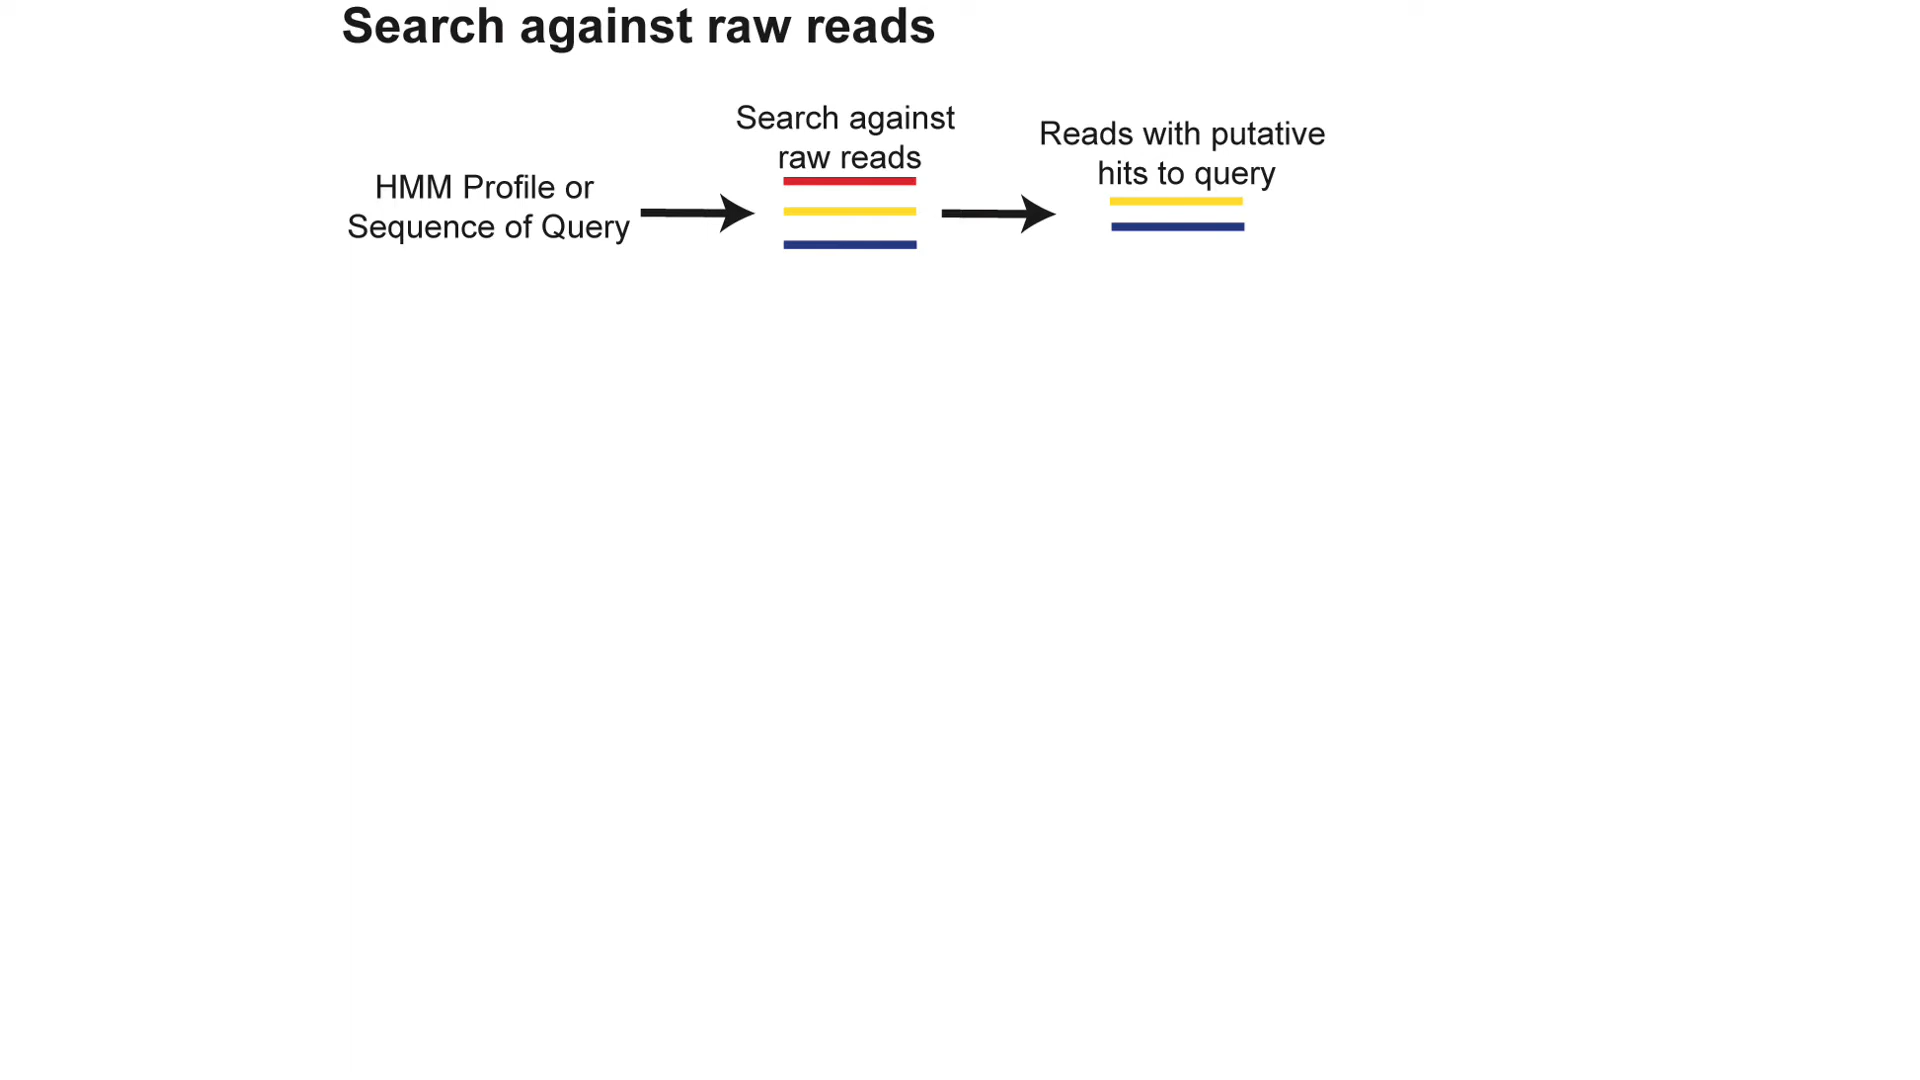 Search against raw reads
HMM Profile or
Sequence of Query
Search against
raw reads
Reads with putative
hits to query